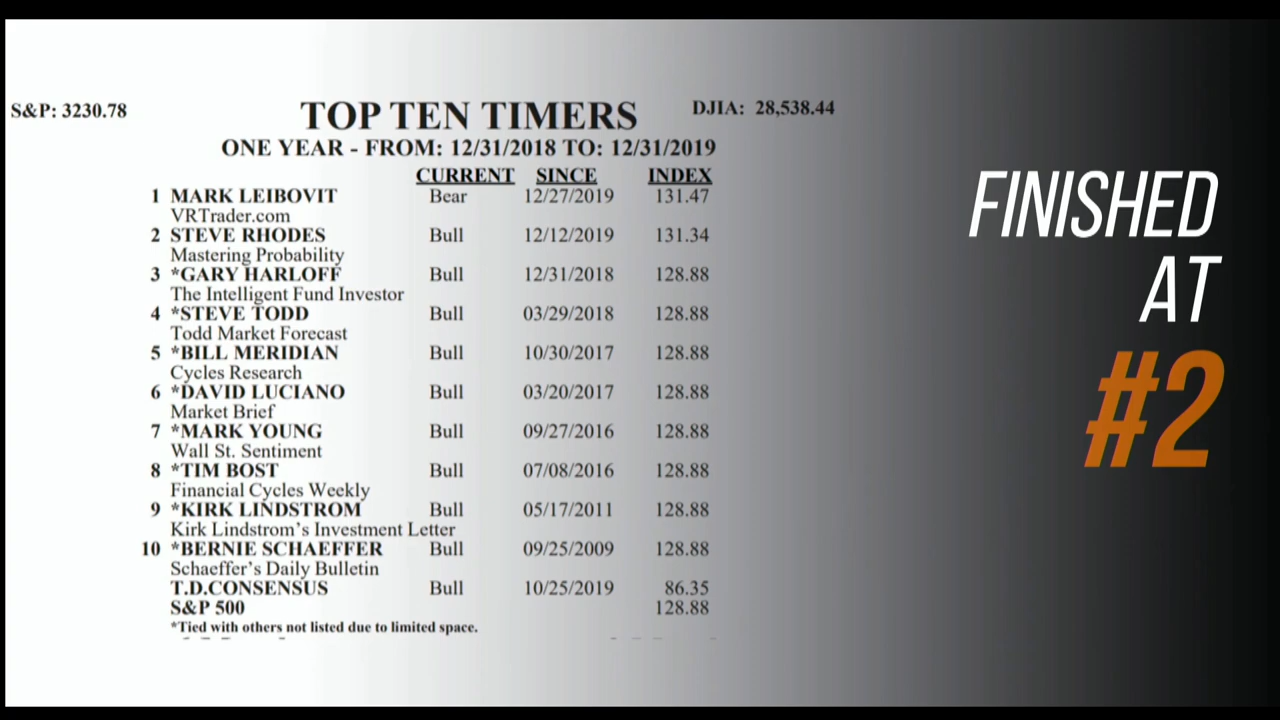 S&P: 3230.78 TOP TEN TIMERS DJIA: 28,538.44
ONE YEAR - FROM: 12/31/2018 TO: 12/31/2019
CURRENT SINCE INDEX
1 MARK LEIBOVIT Bear 12/27/2019 131.47
VRTrader.com
2 STEVE RHODES Bull 12/12/2019 131.34
Mastering Probability
3 *GARY HARLOFF Bull 12/31/2018 128.88
The Intelligent Fund Investor
4 *STEVE TODD Bull 03/29/2018 128.88
Todd Market Forecast
5 *BILL MERIDIAN Bull 10/30/2017 128.88
Cycles Research
6 *DAVID LUCIANO Bull 03/20/2017 128.88
Market Brief
7 *MARK YOUNG Bull 09/27/2016 128.88
Wall St. Sentiment
8 *TIM BOST Bull 07/08/2016 128.88
Financial Cycles Weekly
9 *KIRK LINDSTROM Bull 05/17/2011 128.88
Kirk Lindstrom's Investment Letter
10 *BERNIE SCHAEFFER Bull 09/25/2009 128.88
Schaeffer's Daily Bulletin
T.D.CONSENSUS Bull 10/25/2019 86.35
S&P 500 128.88
*Tied with others not listed due to limited space.
FINISHED
AT
#2